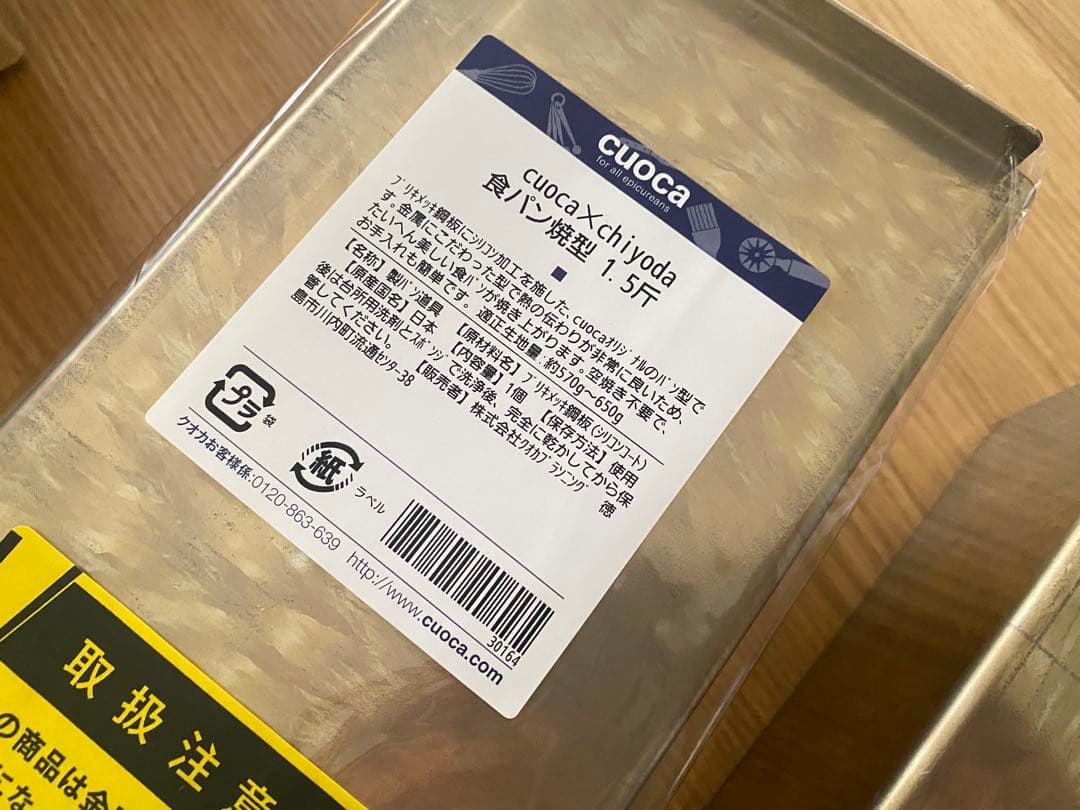 cuoca
for all epicureans
cuoca×chiyoda
食パン焼型 1.5斤
ブリキメッキ鋼板にシリコン加工を施した、cuocaオリジナルのパン型で
す。金属にこだわった型で熱の伝わりが非常に良いため、
たいへん美しい食パンが焼き上がります。空焼き不要で、
お手入れも簡単です。適正生地量：約570g～650g
【名称】製パン道具 【原材料名】ブリキメッキ鋼板(シリコンコート)
【原産国名】日本 【内容量】1個 【保存方法】使用
後は台所用洗剤とスポンジで洗浄後、完全に乾かしてから保
管してください。 【販売者】株式会社クオカプランニング 徳
島市川内町流通センター38
プラ
袋
紙
ラベル
30164
クオカお客様係:0120-863-639 http://www.cuoca.com
取扱注意
の商品は金
にな